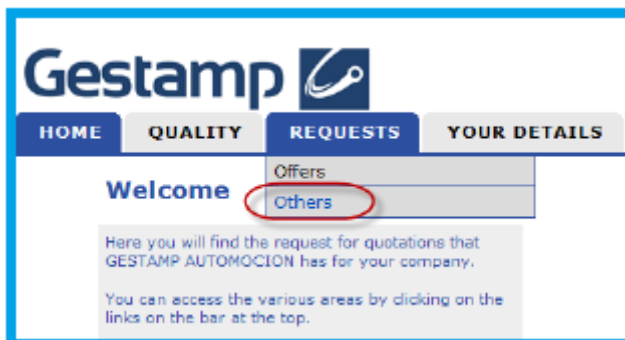 Gestamp
HOME QUALITY REQUESTS YOUR DETAILS
Offers
Welcome
Others
Here you will find the request for quotations that
GESTAMP AUTOMOCION has for your company.
You can access the various areas by clicking on the
links on the bar at the top.